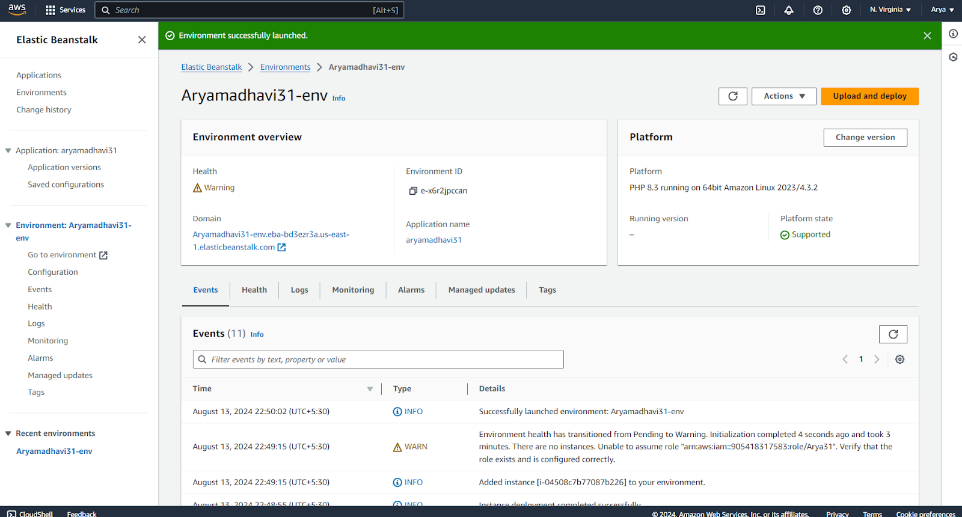 aws
Services
Search
[Alt+S]
N. Virginia
Arya
Elastic Beanstalk
Applications
Environments
Change history
Application: aryamadhavi31
Application versions
Saved configurations
Environment: Aryamadhavi31-
env
Go to environment
Configuration
Events
Health
Logs
Monitoring
Alarms
Managed updates
Tags
Recent environments
Aryamadhavi31-env
Environment successfully launched.
Elastic Beanstalk > Environments > Aryamadhavi31-env
Aryamadhavi31-env Info
Actions
Upload and deploy
Environment overview
Health
Warning
Environment ID
e-x6r2jpccan
Domain
Aryamadhavi31-env.eba-bd3ezr3a.us-east-
1.elasticbeanstalk.com
Application name
aryamadhavi31
Platform
Change version
Platform
PHP 8.3 running on 64bit Amazon Linux 2023/4.3.2
Running version
–
Platform state
Supported
Events Health Logs Monitoring Alarms Managed updates Tags
Events (11) Info
Filter events by text, property or value
1
Time Type Details
August 13, 2024 22:50:02 (UTC+5:30) INFO Successfully launched environment: Aryamadhavi31-env
August 13, 2024 22:49:15 (UTC+5:30) WARN Environment health has transitioned from Pending to Warning. Initialization completed 4 seconds ago and took 3
minutes. There are no instances. Unable to assume role "arn:aws:iam::905418317583:role/Arya31". Verify that the
role exists and is configured correctly.
August 13, 2024 22:49:15 (UTC+5:30) INFO Added instance [i-04508c7b77087b226] to your environment.
August 13, 2024 22:48:55 (UTC+5:30) INFO Instance deployment completed successfully.
CloudShell Feedback
© 2024, Amazon Web Services, Inc. or its affiliates. Privacy Terms Cookie preferences